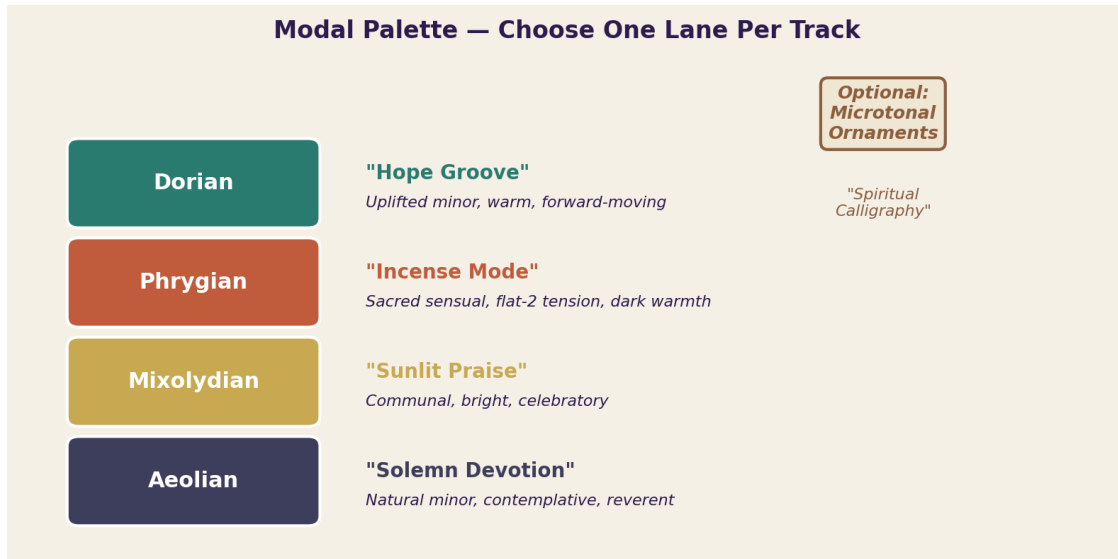 Modal Palette — Choose One Lane Per Track
Optional:
Microtonal
Ornaments
"Spiritual
Calligraphy"
Dorian
"Hope Groove"
Uplifted minor, warm, forward-moving
Phrygian
"Incense Mode"
Sacred sensual, flat-2 tension, dark warmth
Mixolydian
"Sunlit Praise"
Communal, bright, celebratory
Aeolian
"Solemn Devotion"
Natural minor, contemplative, reverent